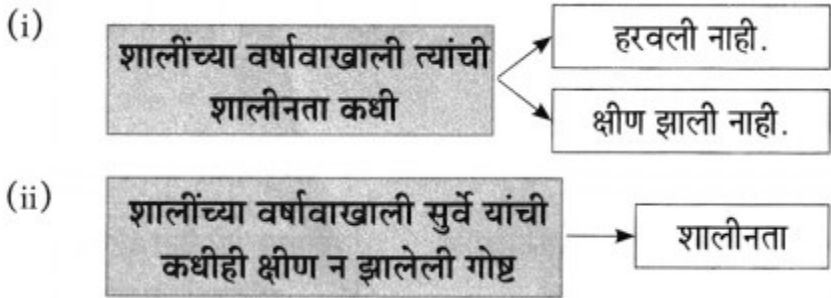 (i)
शालींच्या वर्षावाखाली त्यांची
शालीनता कधी
हरवली नाही.
क्षीण झाली नाही.
(ii)
शालींच्या वर्षावाखाली सुर्वे यांची
कधीही क्षीण न झालेली गोष्ट
शालीनता